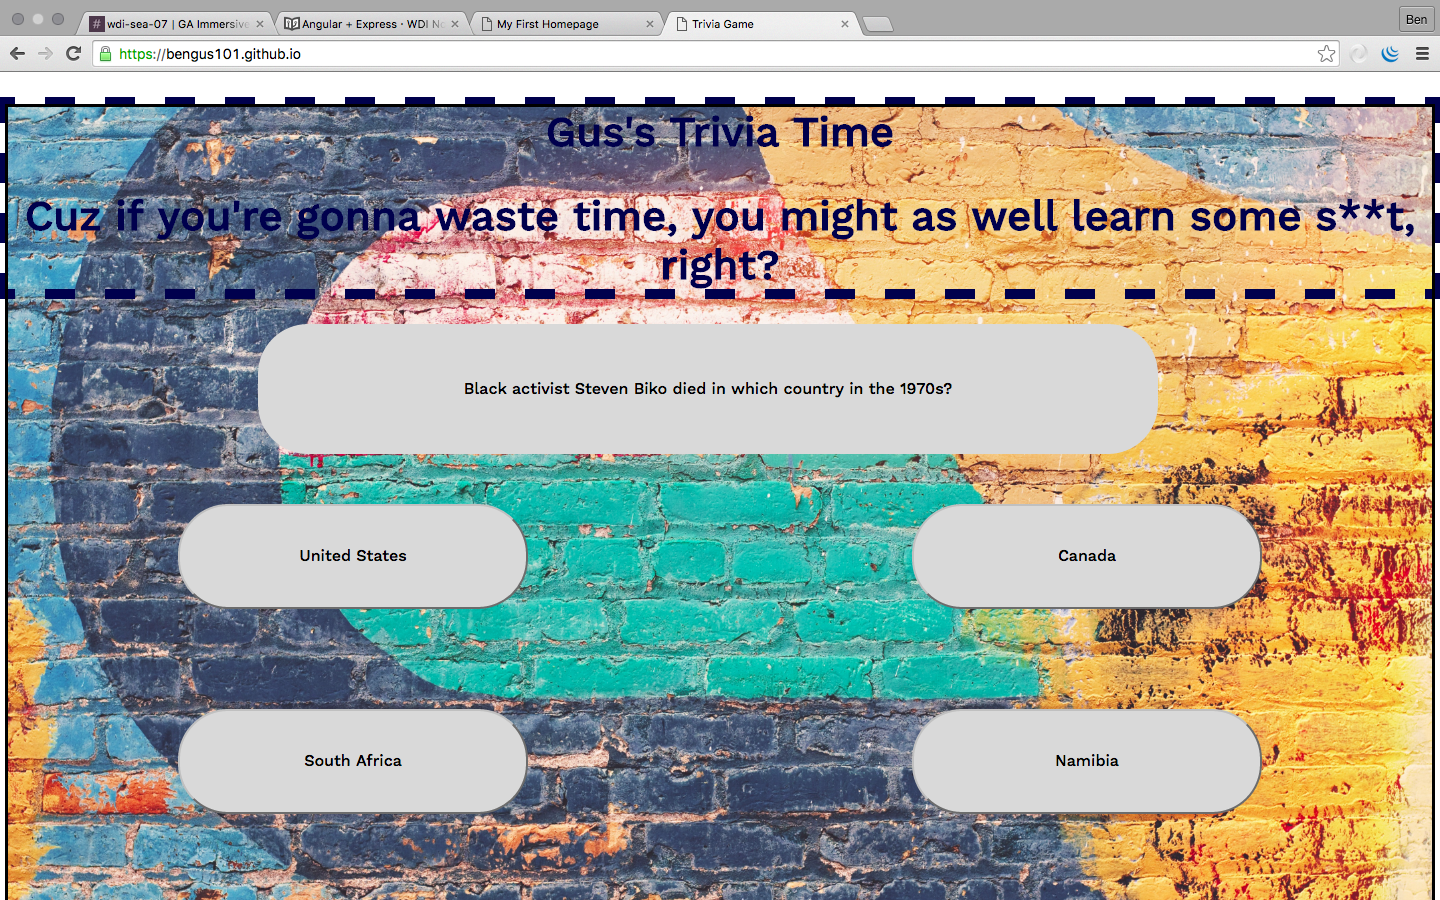 wdi-sea-07 | GA Immersive
Angular + Express · WDI No
My First Homepage
Trivia Game
Ben
https://bengus101.github.io
Gus's Trivia Time
Cuz if you're gonna waste time, you might as well learn some s**t,
right?
Black activist Steven Biko died in which country in the 1970s?
United States
Canada
South Africa
Namibia